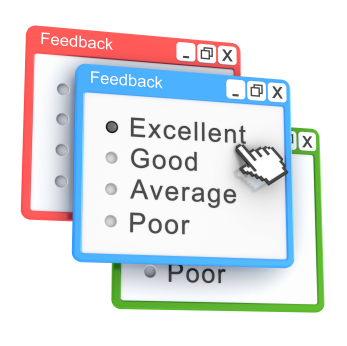 Feedback
X
Feedback
X
Excellent
Good
Average
Poor
X
Poor